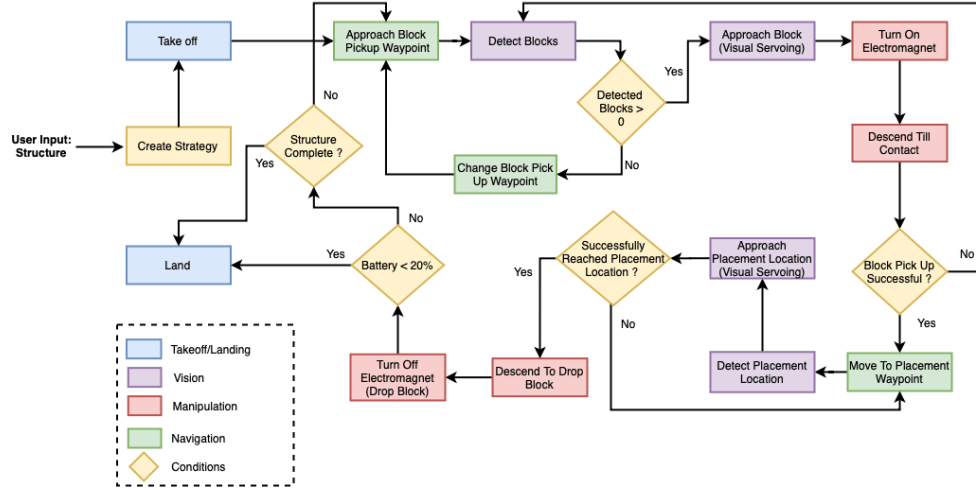 Take off
Approach Block
Pickup Waypoint
Detect Blocks
Approach Block
(Visual Servoing)
Turn On
Electromagnet
No
Yes
Detected
Blocks >
0
User Input:
Structure
Create Strategy
Structure
Complete ?
Descend Till
Contact
Yes
No
Change Block Pick
Up Waypoint
No
Land
Yes
Battery < 20%
Successfully
Reached Placement
Location ?
Approach
Placement Location
(Visual Servoing)
Block Pick Up
Successful ?
No
Yes
No
Yes
Takeoff/Landing
Vision
Manipulation
Navigation
Conditions
Turn Off
Electromagnet
(Drop Block)
Descend To Drop
Block
Detect Placement
Location
Move To Placement
Waypoint